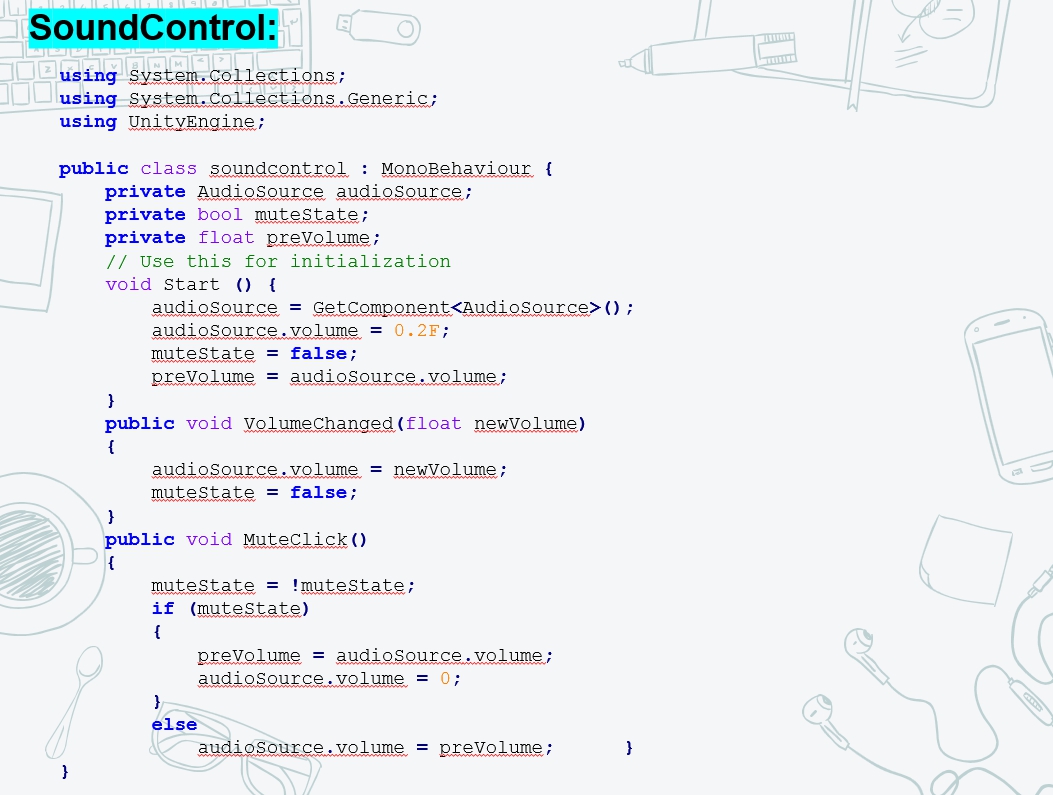 SoundControl:
using System.Collections;
using System.Collections.Generic;
using UnityEngine;
public class soundcontrol : MonoBehaviour {
private AudioSource audioSource;
private bool muteState;
private float preVolume;
// Use this for initialization
void Start () {
audioSource = GetComponent<AudioSource>();
audioSource.volume = 0.2F;
muteState = false;
preVolume = audioSource.volume;
}
public void VolumeChanged(float newVolume)
{
audioSource.volume = newVolume;
muteState = false;
}
public void MuteClick()
{
muteState = !muteState;
if (muteState)
{
preVolume = audioSource.volume;
audioSource.volume = 0;
}
else
audioSource.volume = preVolume; }
}